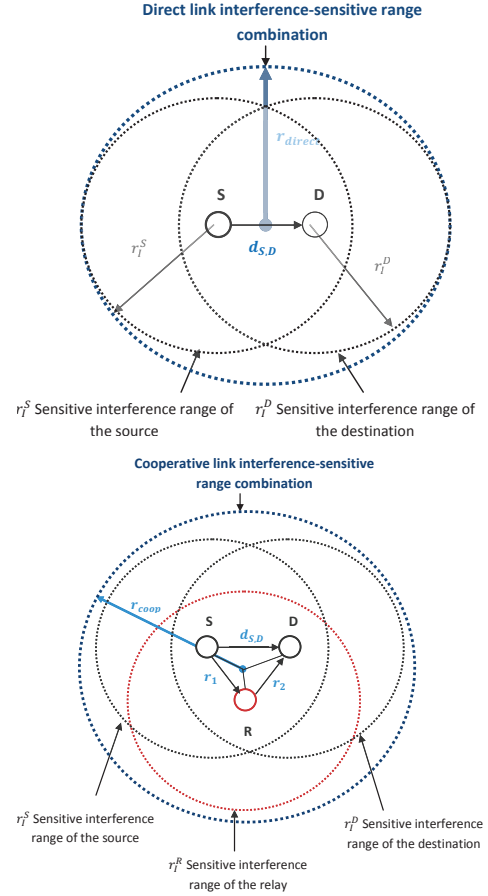 Direct link interference-sensitive range
combination
r_direct
S
D
d_{S,D}
r_I^S
r_I^D
r_I^S Sensitive interference range of
the source
r_I^D Sensitive interference range of
the destination
Cooperative link interference-sensitive
range combination
r_coop
S
D
d_{S,D}
r_1
r_2
R
r_I^S Sensitive interference
range of the source
r_I^D Sensitive interference
range of the destination
r_I^R Sensitive interference
range of the relay